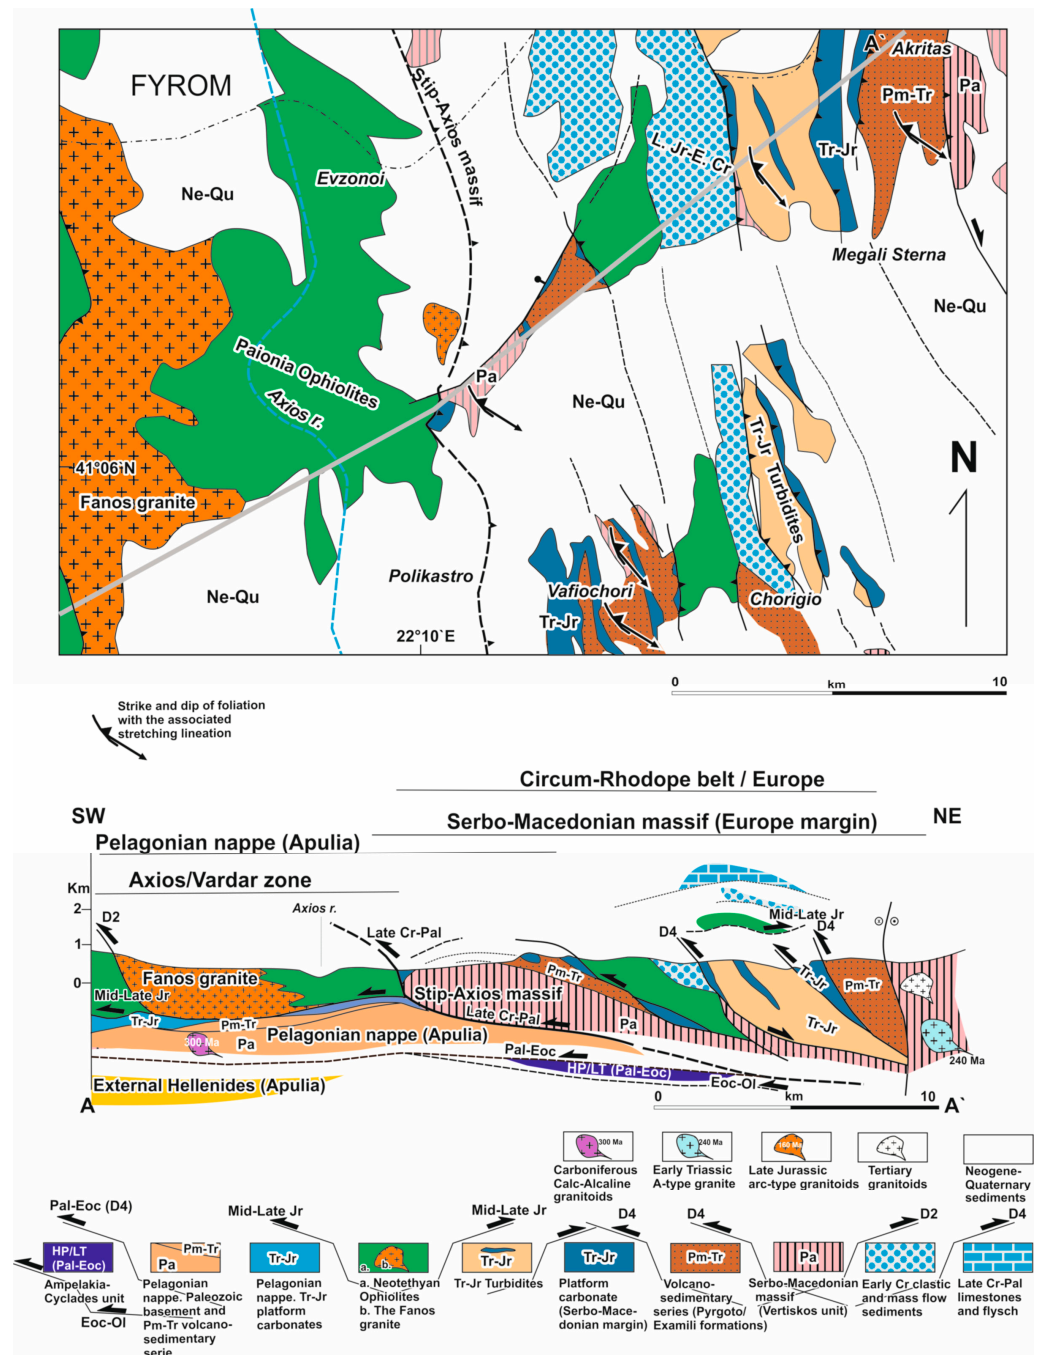 FYROM
Stip-Axios massif
A`
Akritas
Pa
Pm-Tr
L. Jr-E. Cr
Tr-Jr
Ne-Qu
Evzonoi
Megali Sterna
Ne-Qu
Paionia Ophiolites
Axios r.
Pa
Ne-Qu
41°06`N
Fanos granite
Tr-Jr Turbidites
N
Polikastro
Ne-Qu
Vafiochori
Chorigio
Tr-Jr
22°10`E
0
km
10
Strike and dip of foliation
with the associated
stretching lineation
Circum-Rhodope belt / Europe
SW
NE
Serbo-Macedonian massif (Europe margin)
Pelagonian nappe (Apulia)
Axios/Vardar zone
Km
2
1
0
D2
Axios r.
Late Cr-Pal
D4
Mid-Late Jr
D4
Fanos granite
Mid-Late Jr
Tr-Jr
Pm-Tr
Pa
300 Ma
Pelagonian nappe (Apulia)
Stip-Axios massif
Late Cr-Pal
Pm-Tr
Pa
Tr-Jr
Tr-Jr
Pm-Tr
240 Ma
Pal-Eoc
HP/LT (Pal-Eoc)
Eoc-Ol
External Hellenides (Apulia)
A
0
km
10
A`
300 Ma
240 Ma
160 Ma
Carboniferous
Calc-Alcaline
granitoids
Early Triassic
A-type granite
Late Jurassic
arc-type granitoids
Tertiary
granitoids
Neogene-
Quaternary
sediments
Pal-Eoc (D4)
Mid-Late Jr
Mid-Late Jr
D4
D4
D2
D4
HP/LT
(Pal-Eoc)
Pm-Tr
Pa
Tr-Jr
a.
b.
Tr-Jr
Tr-Jr
Pm-Tr
Pa
Ampelakia-
Cyclades unit
Eoc-Ol
Pelagonian
nappe. Paleozoic
basement and
Pm-Tr volcano-
sedimentary
serie
Pelagonian
nappe. Tr-Jr
platform
carbonates
a. Neotethyan
Ophiolites
b. The Fanos
granite
Tr-Jr Turbidites
Platform
carbonate
(Serbo-Mace-
donian margin)
Volcano-
sedimentary
series (Pyrgoto/
Examili formations)
Serbo-Macedonian
massif
(Vertiskos unit)
Early Cr clastic
and mass flow
sediments
Late Cr-Pal
limestones
and flysch